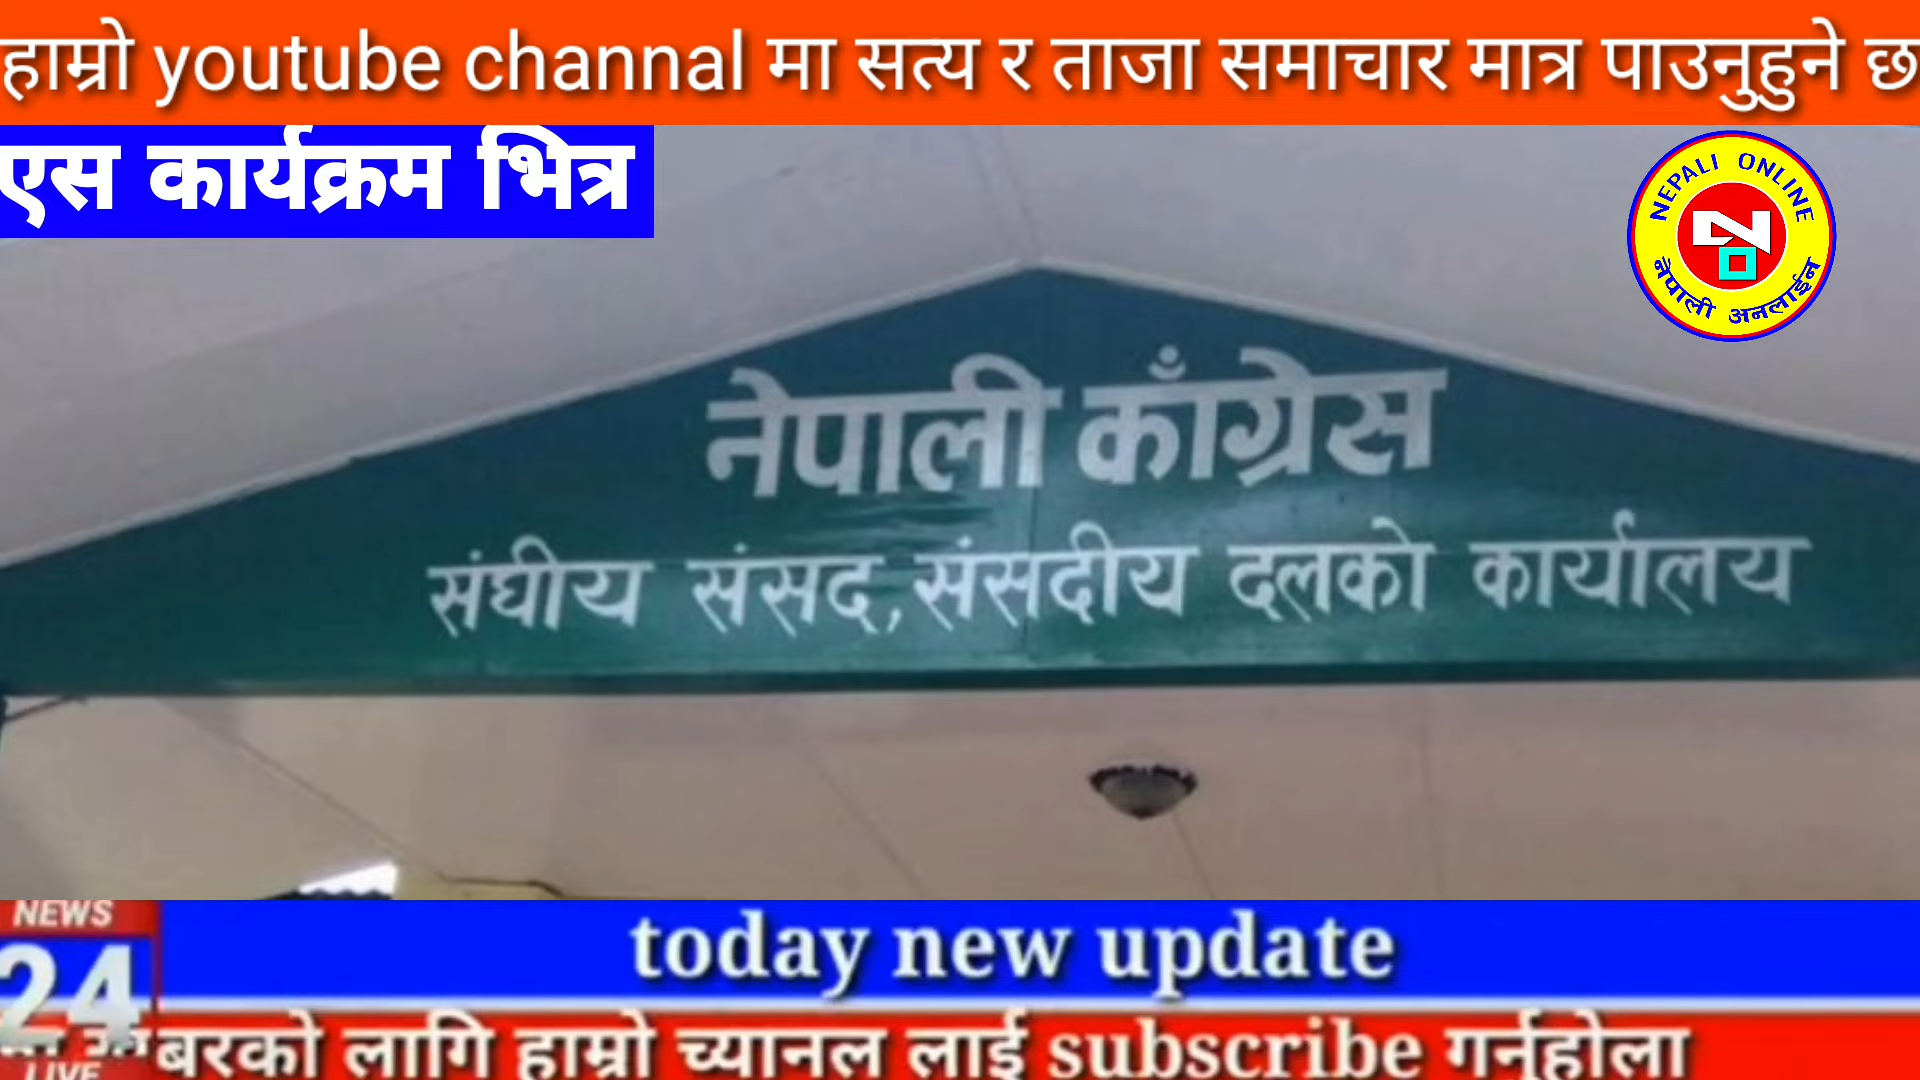 हाम्रो youtube channal मा सत्य र ताजा समाचार मात्र पाउनुहुने छ
एस कार्यक्रम भित्र
NEPALI ONLINE
नेपाली अनलाईन
नेपाली काँग्रेस
संघीय संसद, संसदीय दलको कार्यालय
NEWS
24
LIVE
today new update
बरको लागि हाम्रो च्यानल लाई subscribe गर्नुहोला